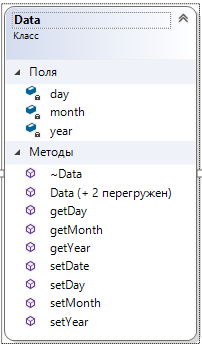 Data
Класс
Поля
day
month
year
Методы
~Data
Data (+ 2 перегружен)
getDay
getMonth
getYear
setDate
setDay
setMonth
setYear